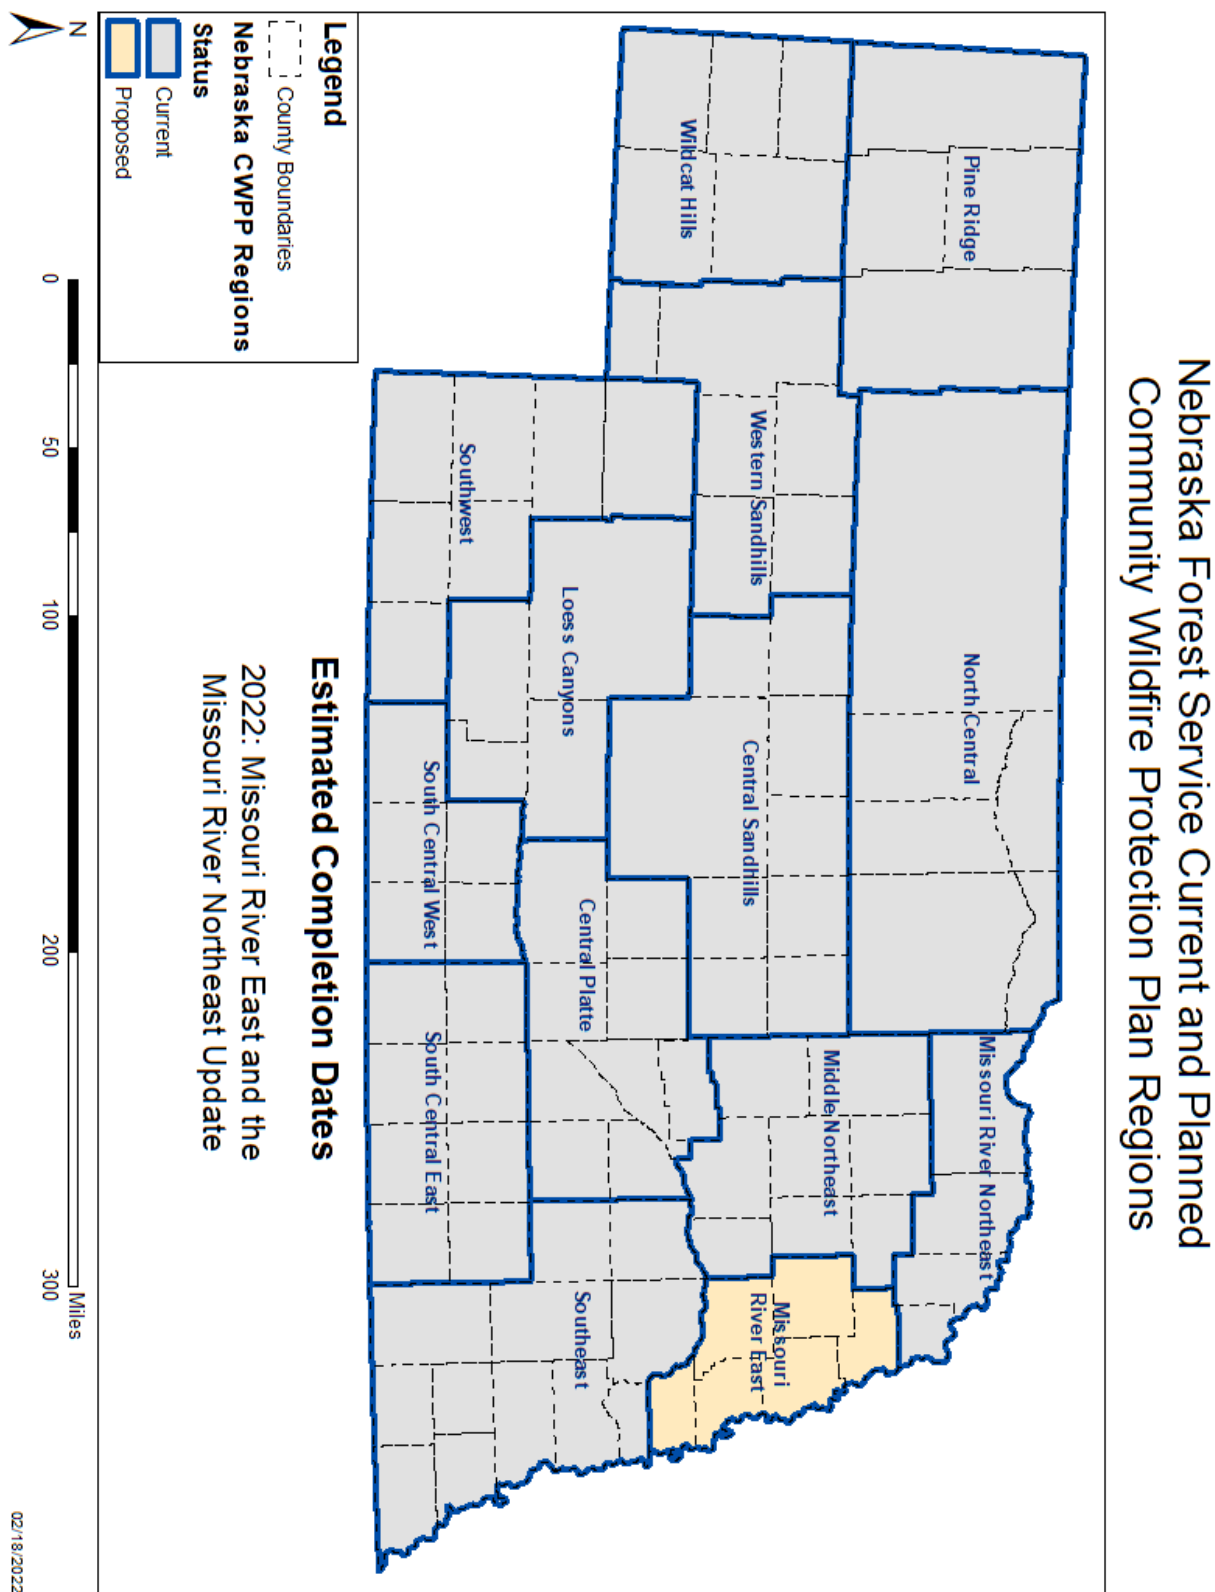 Nebraska Forest Service Current and Planned
Community Wildfire Protection Plan Regions
Pine Ridge
North Central
Missouri River Northeast
Wildcat Hills
Western Sandhills
Central Sandhills
Middle Northeast
Missouri
River East
Loess Canyons
Central Platte
Southeast
Southwest
South Central West
South Central East
Legend
County Boundaries
Nebraska CWPP Regions
Status
Current
Proposed
Estimated Completion Dates
2022: Missouri River East and the
Missouri River Northeast Update
N
0
50
100
200
300
Miles
02/18/2022